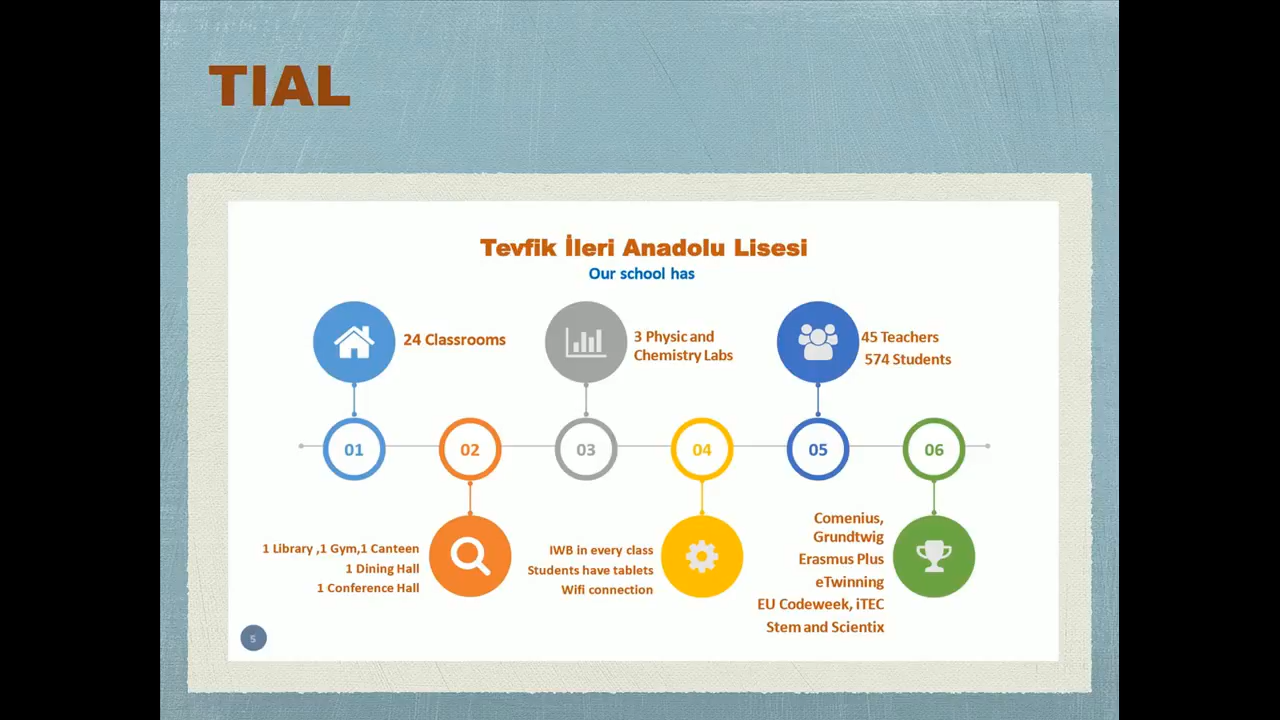 TIAL
Tevfik İleri Anadolu Lisesi
Our school has
24 Classrooms
3 Physic and
Chemistry Labs
45 Teachers
574 Students
01
02
03
04
05
06
1 Library ,1 Gym,1 Canteen
1 Dining Hall
1 Conference Hall
IWB in every class
Students have tablets
Wifi connection
Comenius,
Grundtwig
Erasmus Plus
eTwinning
EU Codeweek, iTEC
Stem and Scientix
5